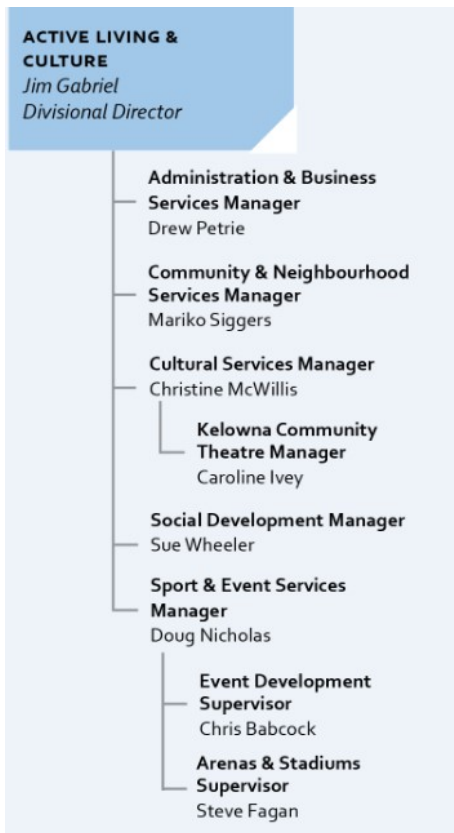 ACTIVE LIVING &
CULTURE
Jim Gabriel
Divisional Director
Administration & Business
Services Manager
Drew Petrie
Community & Neighbourhood
Services Manager
Mariko Siggers
Cultural Services Manager
Christine McWillis
Kelowna Community
Theatre Manager
Caroline Ivey
Social Development Manager
Sue Wheeler
Sport & Event Services
Manager
Doug Nicholas
Event Development
Supervisor
Chris Babcock
Arenas & Stadiums
Supervisor
Steve Fagan